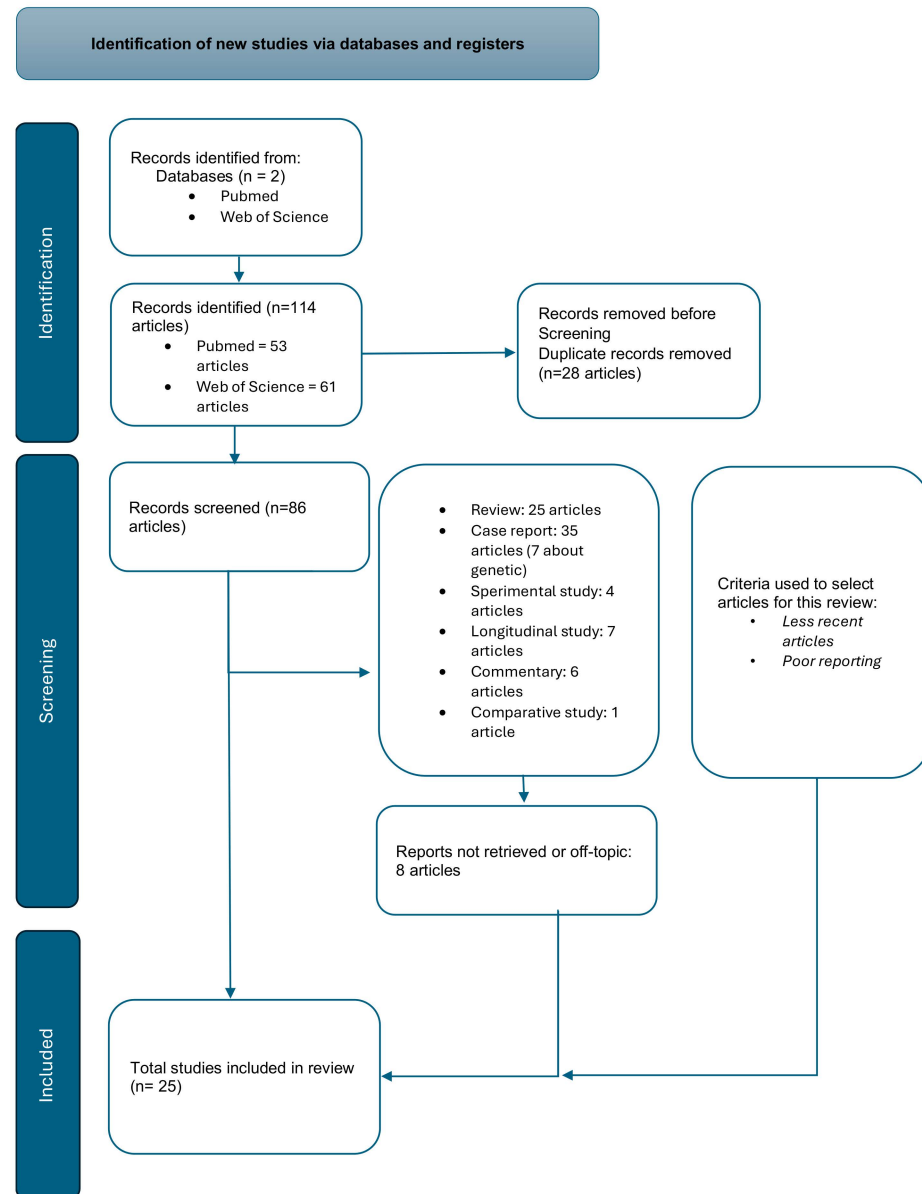 Identification of new studies via databases and registers
Identification
Records identified from:
Databases (n = 2)
• Pubmed
• Web of Science
Records identified (n=114
articles)
• Pubmed = 53
articles
• Web of Science = 61
articles
Records removed before
Screening
Duplicate records removed
(n=28 articles)
Screening
Records screened (n=86
articles)
• Review: 25 articles
• Case report: 35
articles (7 about
genetic)
• Sperimental study: 4
articles
• Longitudinal study: 7
articles
• Commentary: 6
articles
• Comparative study: 1
article
Criteria used to select
articles for this review:
• Less recent
articles
• Poor reporting
Reports not retrieved or off-topic:
8 articles
Included
Total studies included in review
(n= 25)